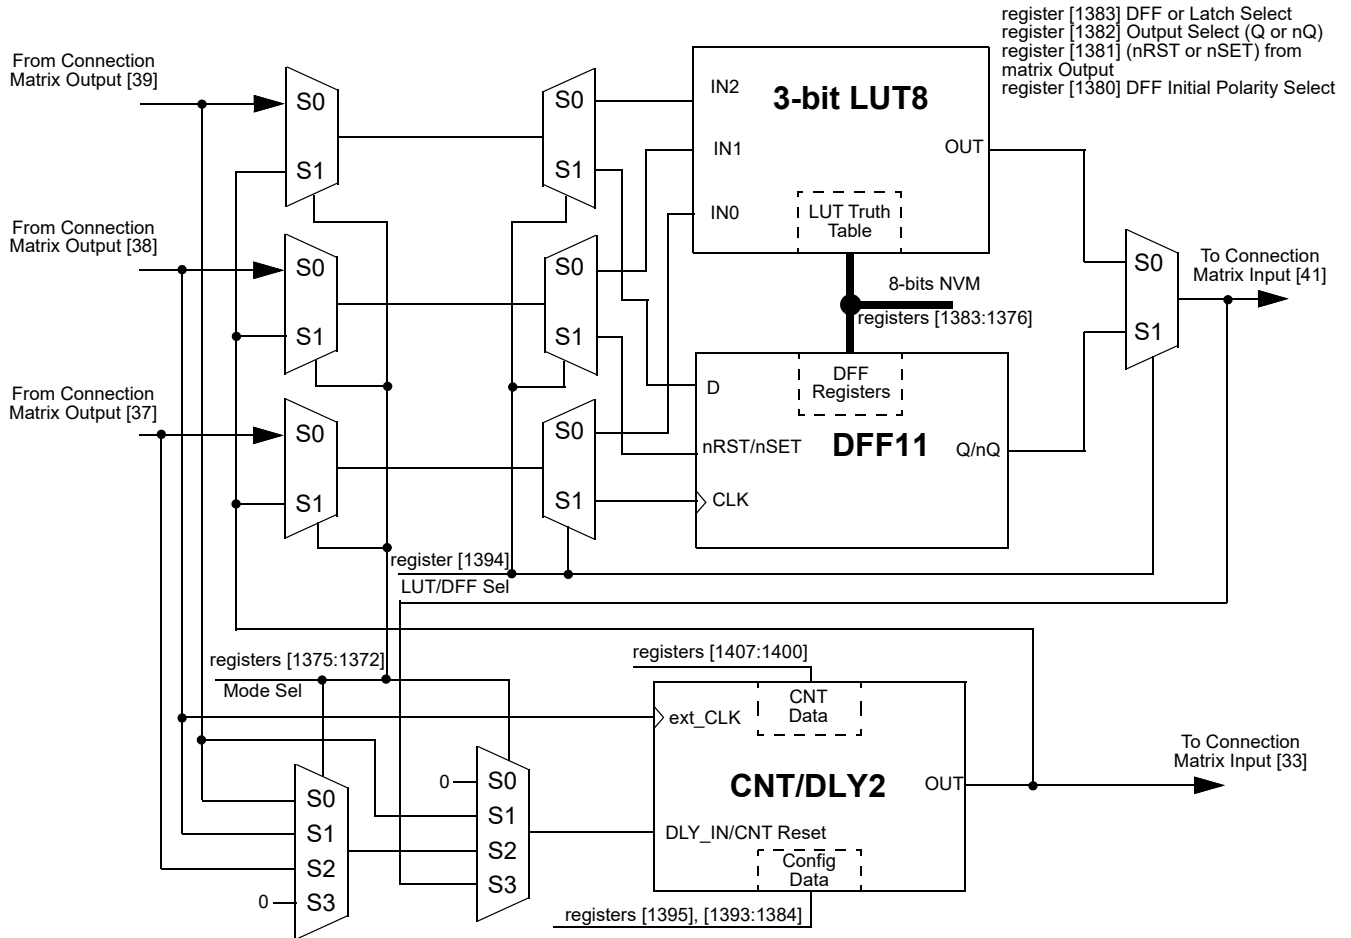 register [1383] DFF or Latch Select
register [1382] Output Select (Q or nQ)
register [1381] (nRST or nSET) from
matrix Output
register [1380] DFF Initial Polarity Select
From Connection
Matrix Output [39]
S0
S1
S0
S1
IN2
3-bit LUT8
IN1
OUT
IN0
LUT Truth
Table
From Connection
Matrix Output [38]
S0
S1
S0
S1
8-bits NVM
registers [1383:1376]
S0
S1
To Connection
Matrix Input [41]
From Connection
Matrix Output [37]
S0
S1
S0
S1
DFF
Registers
D
nRST/nSET
DFF11
Q/nQ
CLK
register [1394]
LUT/DFF Sel
registers [1375:1372]
Mode Sel
registers [1407:1400]
CNT
Data
ext_CLK
CNT/DLY2
OUT
To Connection
Matrix Input [33]
DLY_IN/CNT Reset
Config
Data
registers [1395], [1393:1384]
0
S0
S1
S2
S3
S0
S1
S2
0
S3